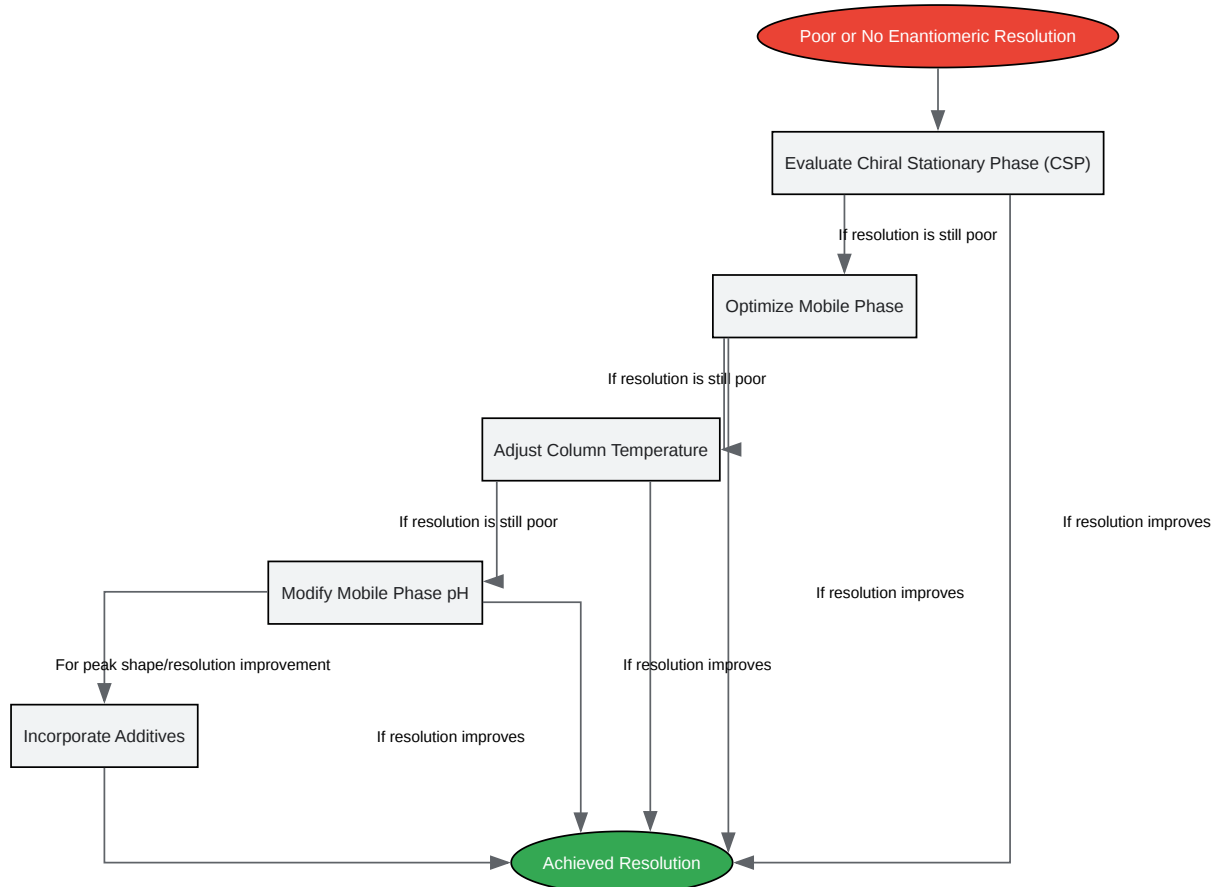 Poor or No Enantiomeric Resolution
Evaluate Chiral Stationary Phase (CSP)
If resolution is still poor
Optimize Mobile Phase
If resolution is still poor
Adjust Column Temperature
If resolution is still poor
If resolution improves
Modify Mobile Phase pH
If resolution improves
For peak shape/resolution improvement
If resolution improves
Incorporate Additives
If resolution improves
Achieved Resolution